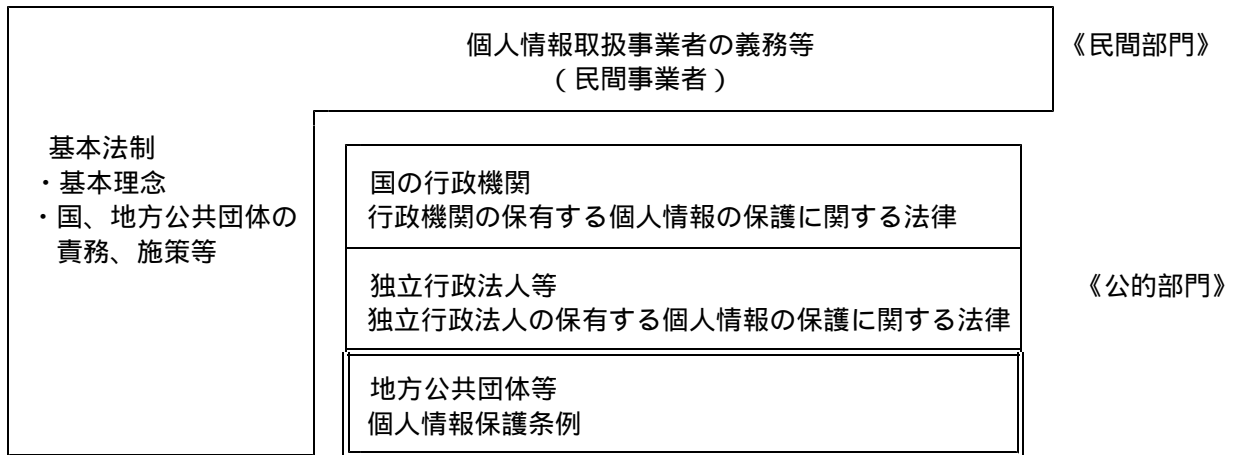 個人情報取扱事業者の義務等
(民間事業者)
《民間部門》
基本法制
・基本理念
・国、地方公共団体の
責務、施策等
国の行政機関
行政機関の保有する個人情報の保護に関する法律
独立行政法人等
独立行政法人の保有する個人情報の保護に関する法律
《公的部門》
地方公共団体等
個人情報保護条例